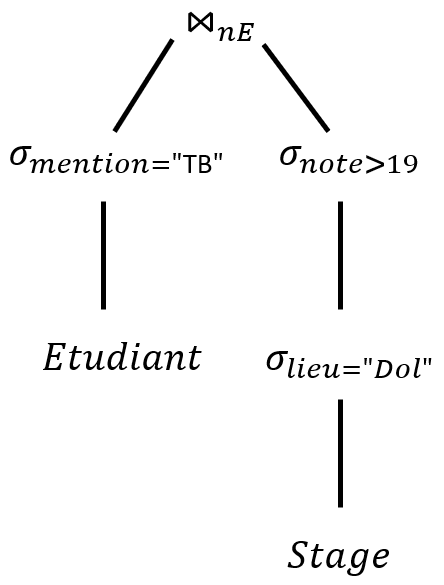 ⋈nE
σmention="TB" σnote>19
Etudiant σlieu="Dol"
Stage